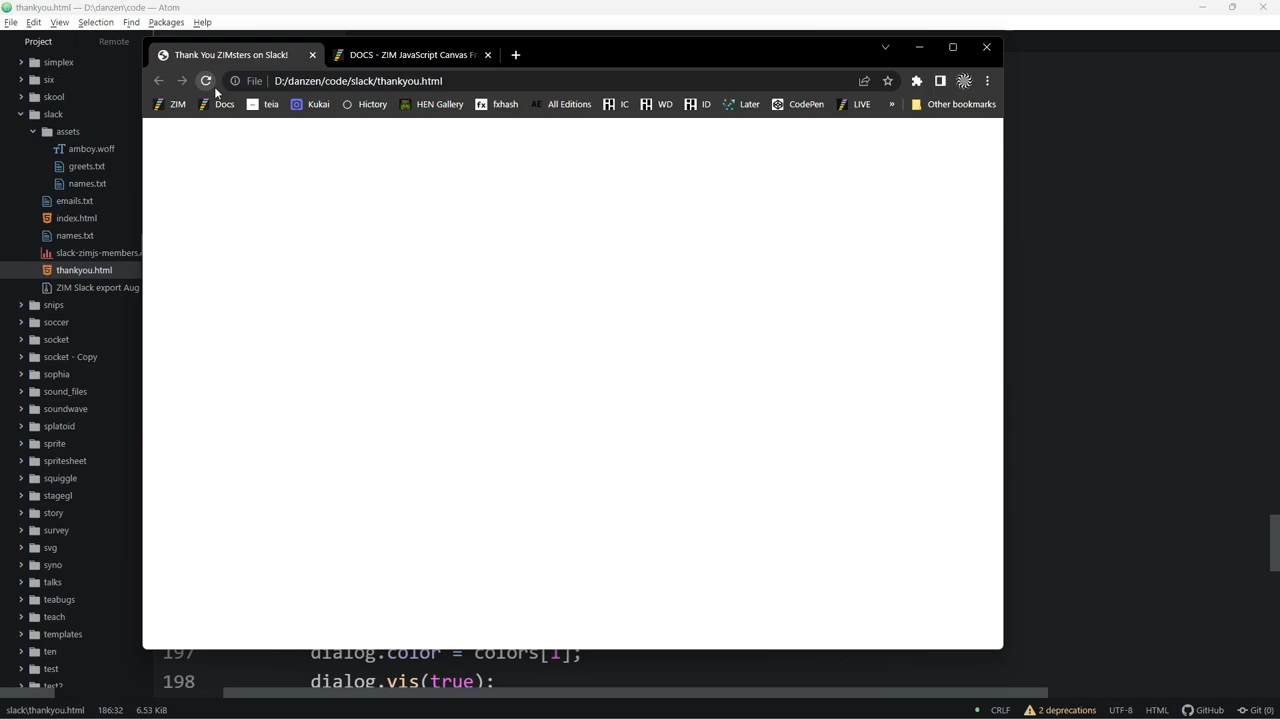 thankyou.html — D:\danzen\code — Atom
File Edit View Selection Find Packages Help
Project Remote
simplex
six
skool
slack
assets
amboy.woff
greets.txt
names.txt
emails.txt
index.html
names.txt
slack-zimjs-members.
thankyou.html
ZIM Slack export Aug
snips
soccer
socket
socket - Copy
sophia
sound_files
soundwave
splatoid
sprite
spritesheet
squiggle
stagegl
story
survey
svg
syno
talks
teabugs
teach
templates
ten
test
test2
Thank You ZIMsters on Slack! DOCS - ZIM JavaScript Canvas Fr
File D:/danzen/code/slack/thankyou.html
ZIM Docs teia Kukai Hictory HEN Gallery fx fxhash AE All Editions IC WD ID Later CodePen LIVE » Other bookmarks
197 dialog.color = colors[1];
198 dialog.vis(true);
slack\thankyou.html 186:32 6.53 KiB CRLF 2 deprecations UTF-8 HTML GitHub Git (0)